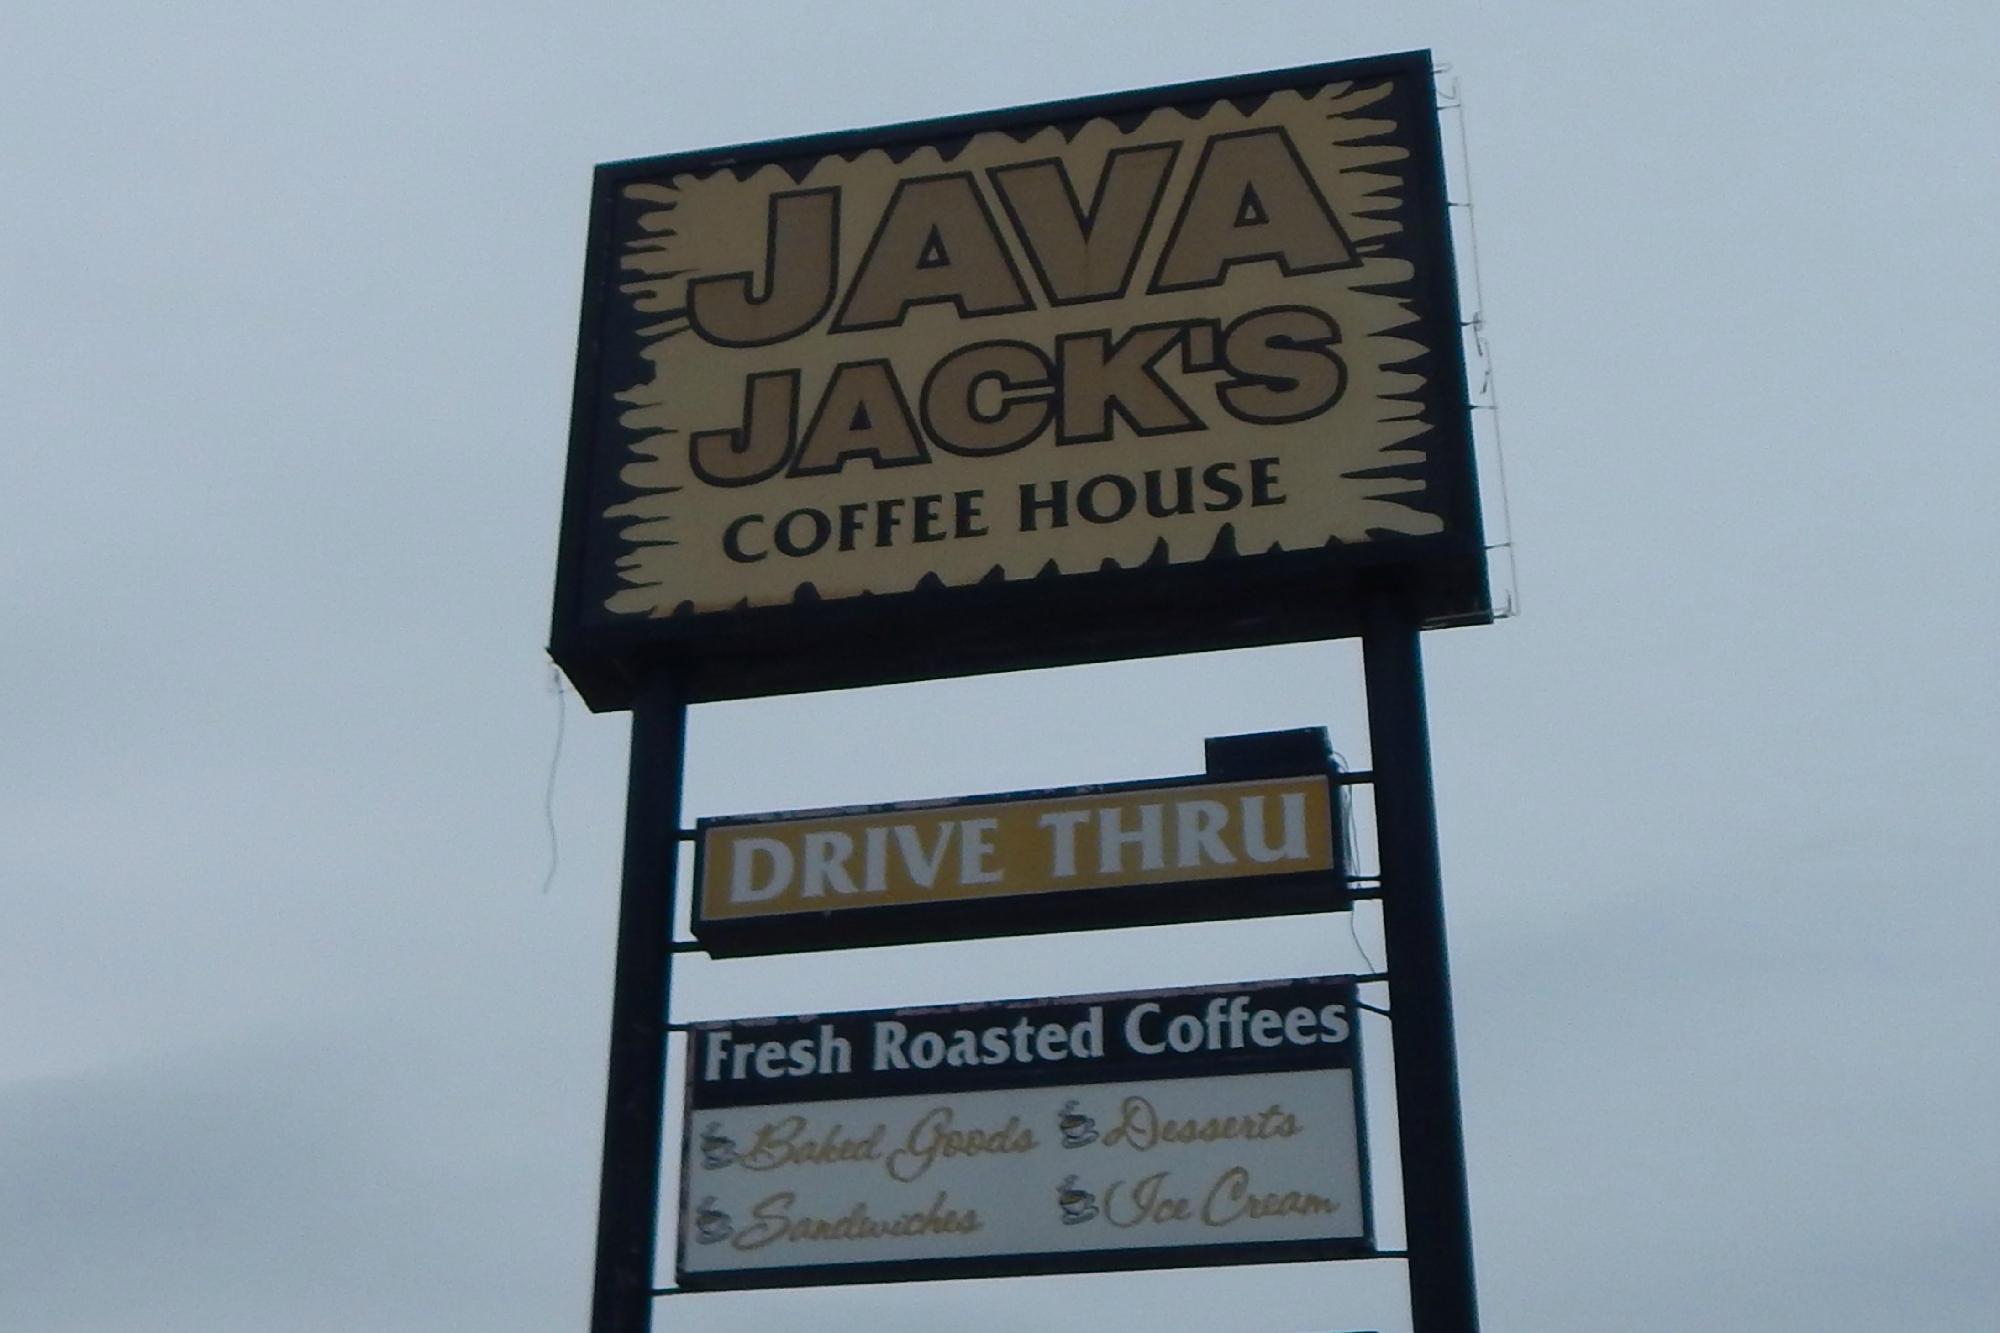 JAVA
JACK'S
COFFEE HOUSE
DRIVE THRU
Fresh Roasted Coffees
Baked Goods Desserts
Sandwiches Ice Cream